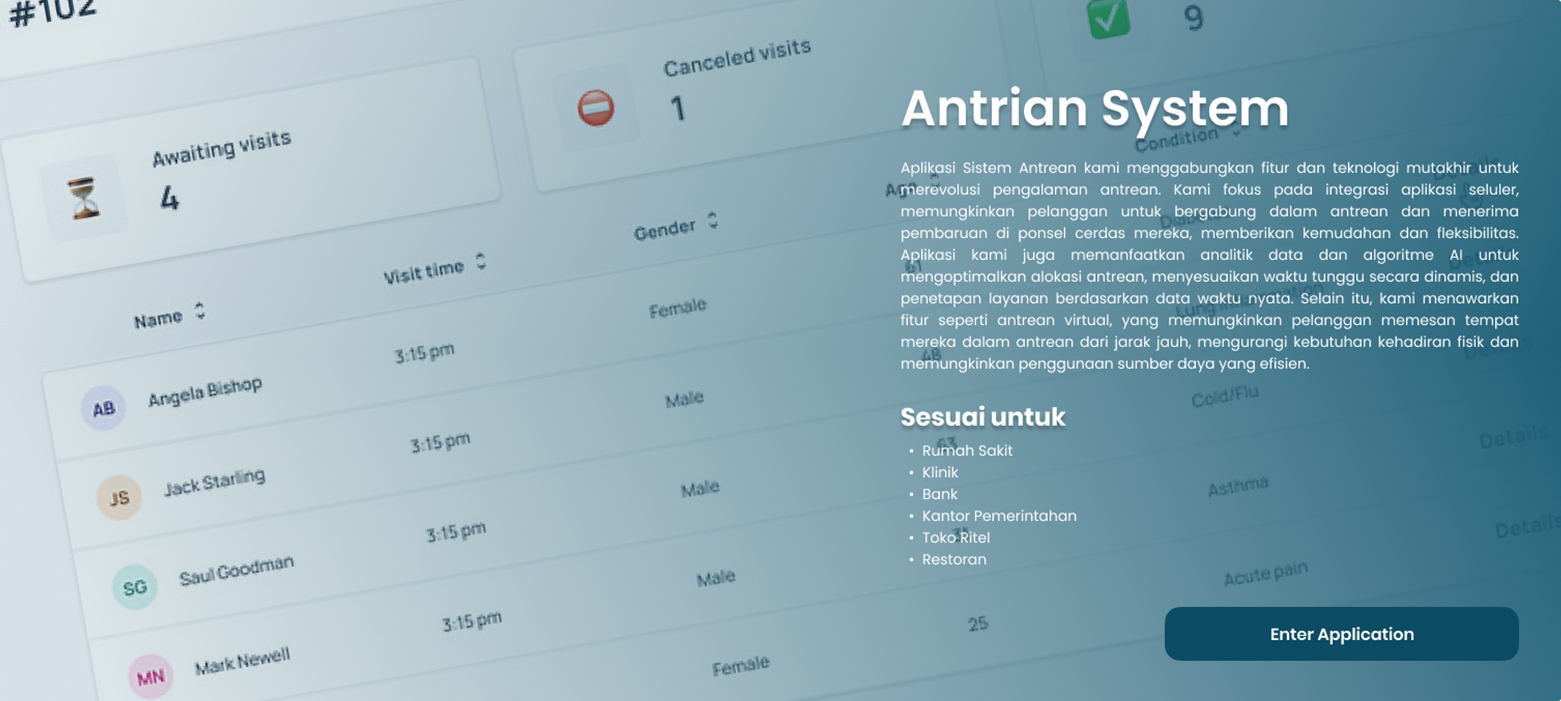 #102
Awaiting visits
4
Canceled visits
1
9
Name
Visit time
Gender
Age
Condition
AB Angela Bishop 3:15 pm Female 61
JS Jack Starling 3:15 pm Male 48
SG Saul Goodman 3:15 pm Male 63 Cold/Flu Details
MN Mark Newell 3:15 pm Male Asthma Details
Female 25 Acute pain
Antrian System
Aplikasi Sistem Antrean kami menggabungkan fitur dan teknologi mutakhir untuk
merevolusi pengalaman antrean. Kami fokus pada integrasi aplikasi seluler,
memungkinkan pelanggan untuk bergabung dalam antrean dan menerima
pembaruan di ponsel cerdas mereka, memberikan kemudahan dan fleksibilitas.
Aplikasi kami juga memanfaatkan analitik data dan algoritme AI untuk
mengoptimalkan alokasi antrean, menyesuaikan waktu tunggu secara dinamis, dan
penetapan layanan berdasarkan data waktu nyata. Selain itu, kami menawarkan
fitur seperti antrean virtual, yang memungkinkan pelanggan memesan tempat
mereka dalam antrean dari jarak jauh, mengurangi kebutuhan kehadiran fisik dan
memungkinkan penggunaan sumber daya yang efisien.
Sesuai untuk
• Rumah Sakit
• Klinik
• Bank
• Kantor Pemerintahan
• Toko Ritel
• Restoran
Enter Application